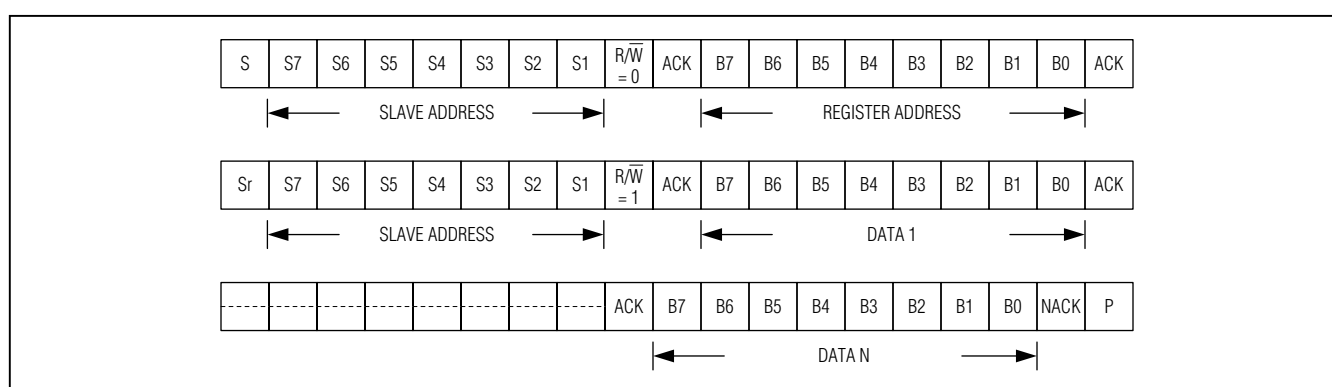 S S7 S6 S5 S4 S3 S2 S1 R/W̅ = 0 ACK B7 B6 B5 B4 B3 B2 B1 B0 ACK
SLAVE ADDRESS REGISTER ADDRESS
Sr S7 S6 S5 S4 S3 S2 S1 R/W̅ = 1 ACK B7 B6 B5 B4 B3 B2 B1 B0 ACK
SLAVE ADDRESS DATA 1
ACK B7 B6 B5 B4 B3 B2 B1 B0 NACK P
DATA N